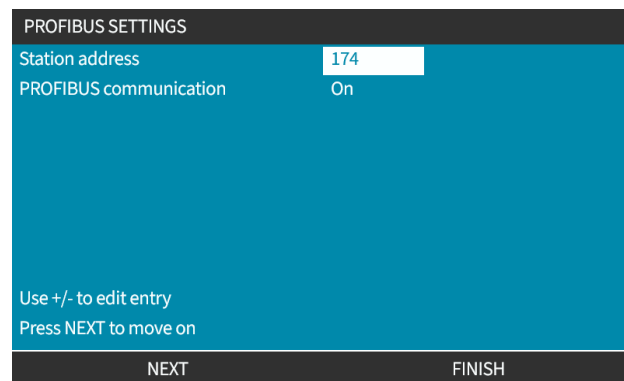 PROFIBUS SETTINGS
Station address 174
PROFIBUS communication On
Use +/- to edit entry
Press NEXT to move on
NEXT FINISH